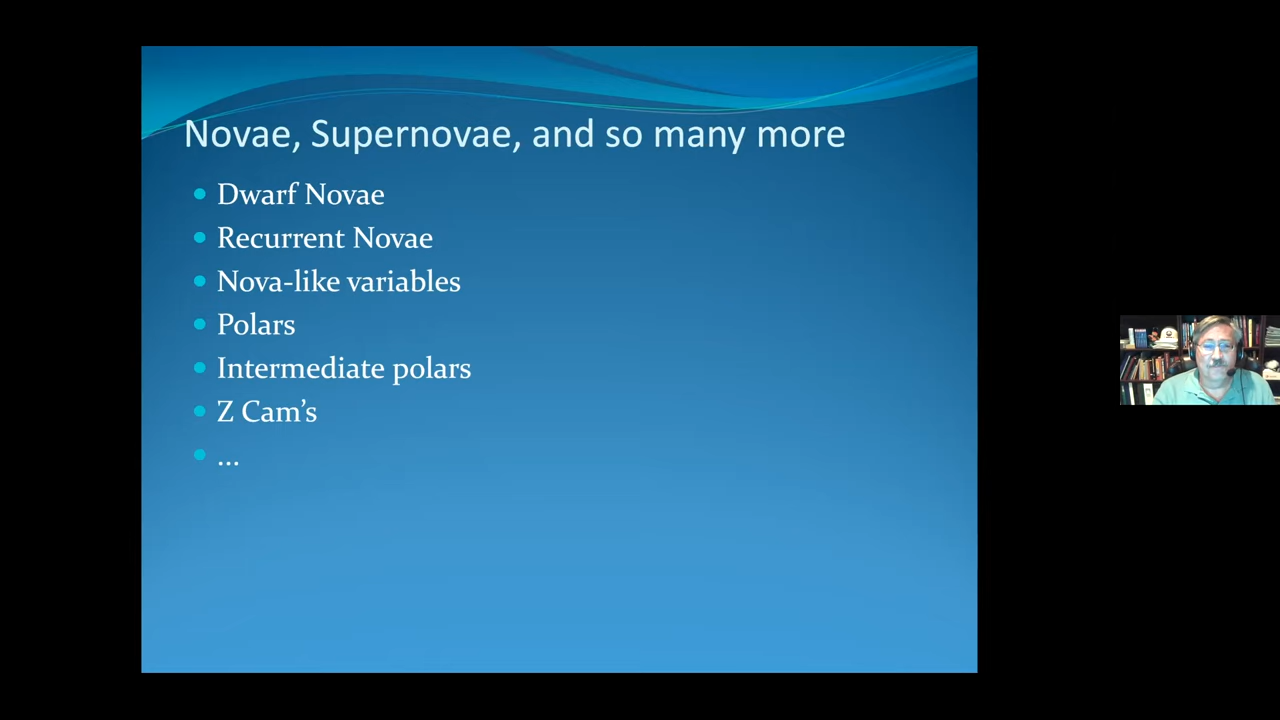 Novae, Supernovae, and so many more
Dwarf Novae
Recurrent Novae
Nova-like variables
Polars
Intermediate polars
Z Cam's
...